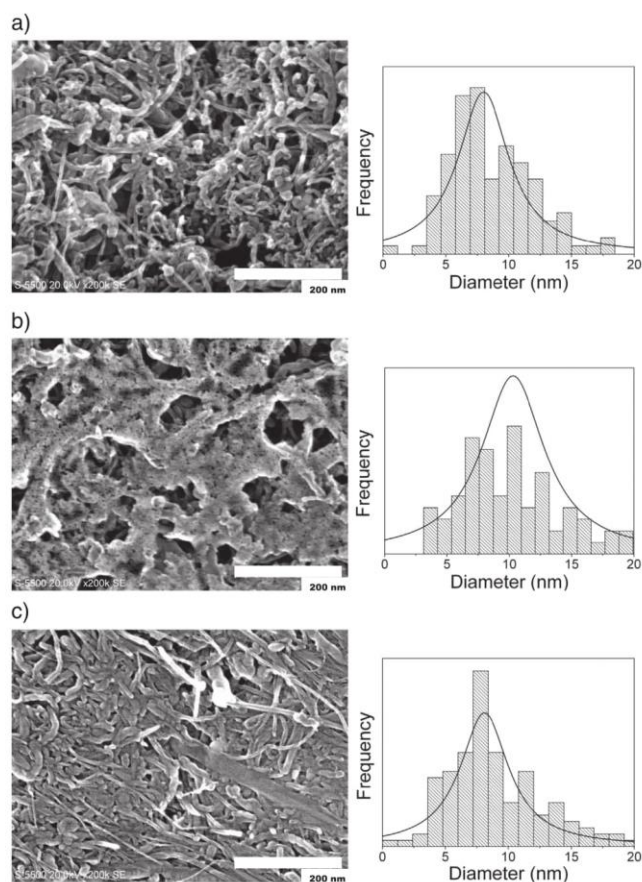 a)
S-5500 20.0kV x200k SE
200 nm
Frequency
0 5 10 15 20
Diameter (nm)
b)
S-5500 20.0kV x200k SE
200 nm
Frequency
0 5 10 15 20
Diameter (nm)
c)
S-5500 20.0kV x200k SE
200 nm
Frequency
0 5 10 15 20
Diameter (nm)